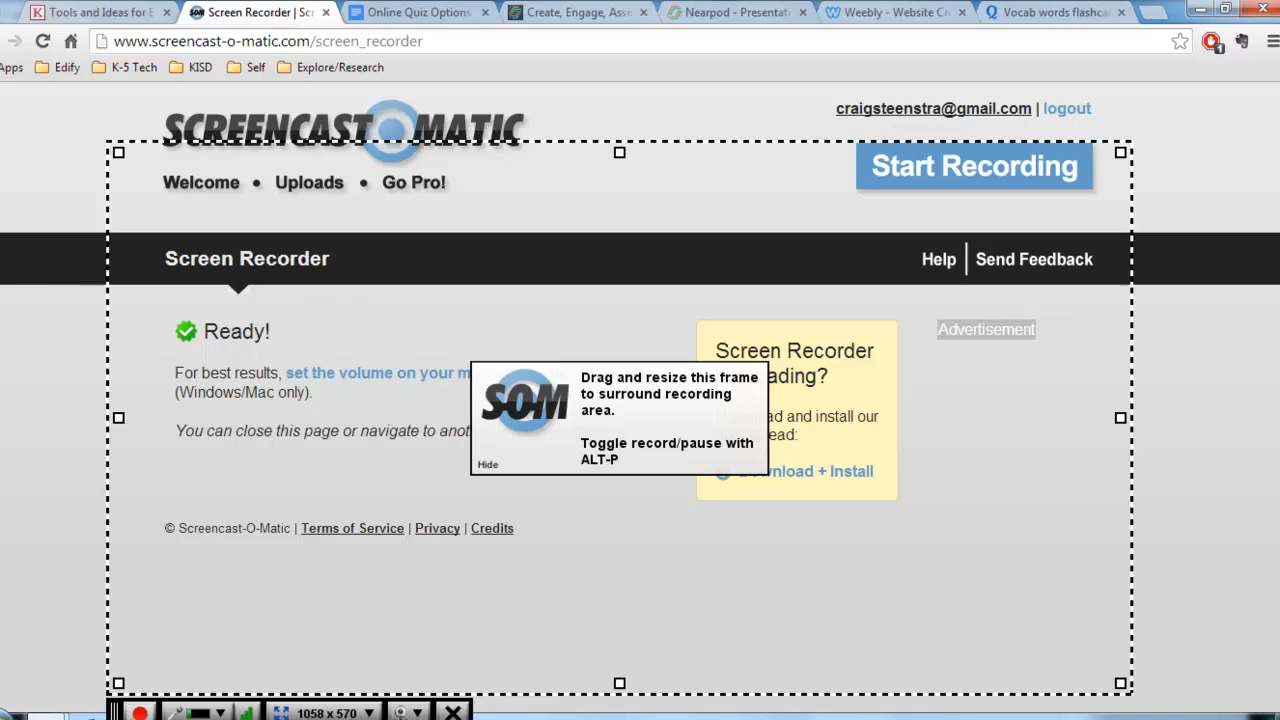 Tools and Ideas for E
Screen Recorder | Sc
Online Quiz Options
Create, Engage, Asse
Nearpod - Presentat
Weebly - Website Cre
Vocab words flashca
www.screencast-o-matic.com/screen_recorder
1
Apps
Edify
K-5 Tech
KISD
Self
Explore/Research
SCREENCAST O MATIC
craigsteenstra@gmail.com | logout
Welcome • Uploads • Go Pro!
Start Recording
Screen Recorder
Help
Send Feedback
Ready!
For best results, set the volume on your m
(Windows/Mac only).
You can close this page or navigate to anot
SOM
Hide
Drag and resize this frame
to surround recording
area.
Toggle record/pause with
ALT-P
Screen Recorder
ading?
ad and install our
ead:
wnload + Install
Advertisement
© Screencast-O-Matic | Terms of Service | Privacy | Credits
1058 x 570